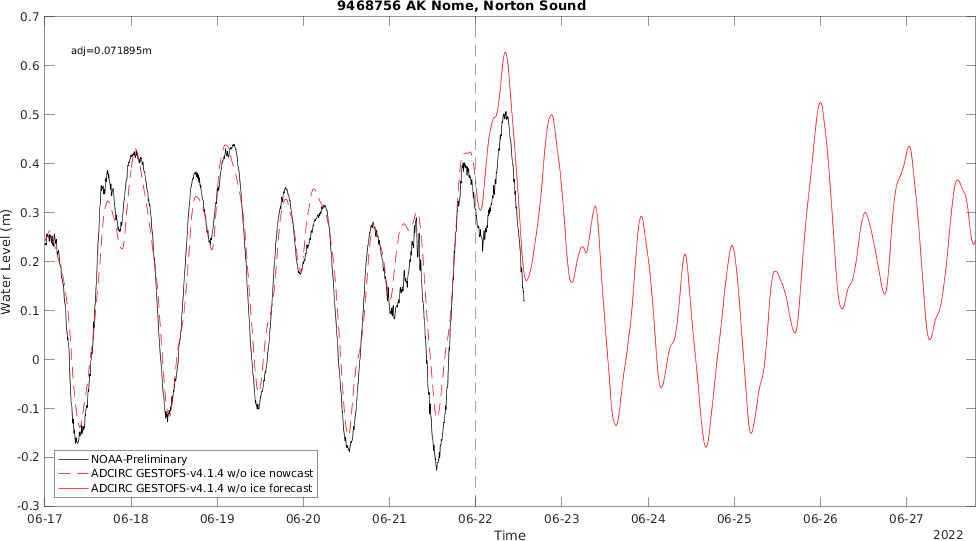 9468756 AK Nome, Norton Sound
adj=0.071895m
Water Level (m)
0.7
0.6
0.5
0.4
0.3
0.2
0.1
0
-0.1
-0.2
-0.3
NOAA-Preliminary
ADCIRC GESTOFS-v4.1.4 w/o ice nowcast
ADCIRC GESTOFS-v4.1.4 w/o ice forecast
06-17 06-18 06-19 06-20 06-21 06-22 06-23 06-24 06-25 06-26 06-27
Time
2022